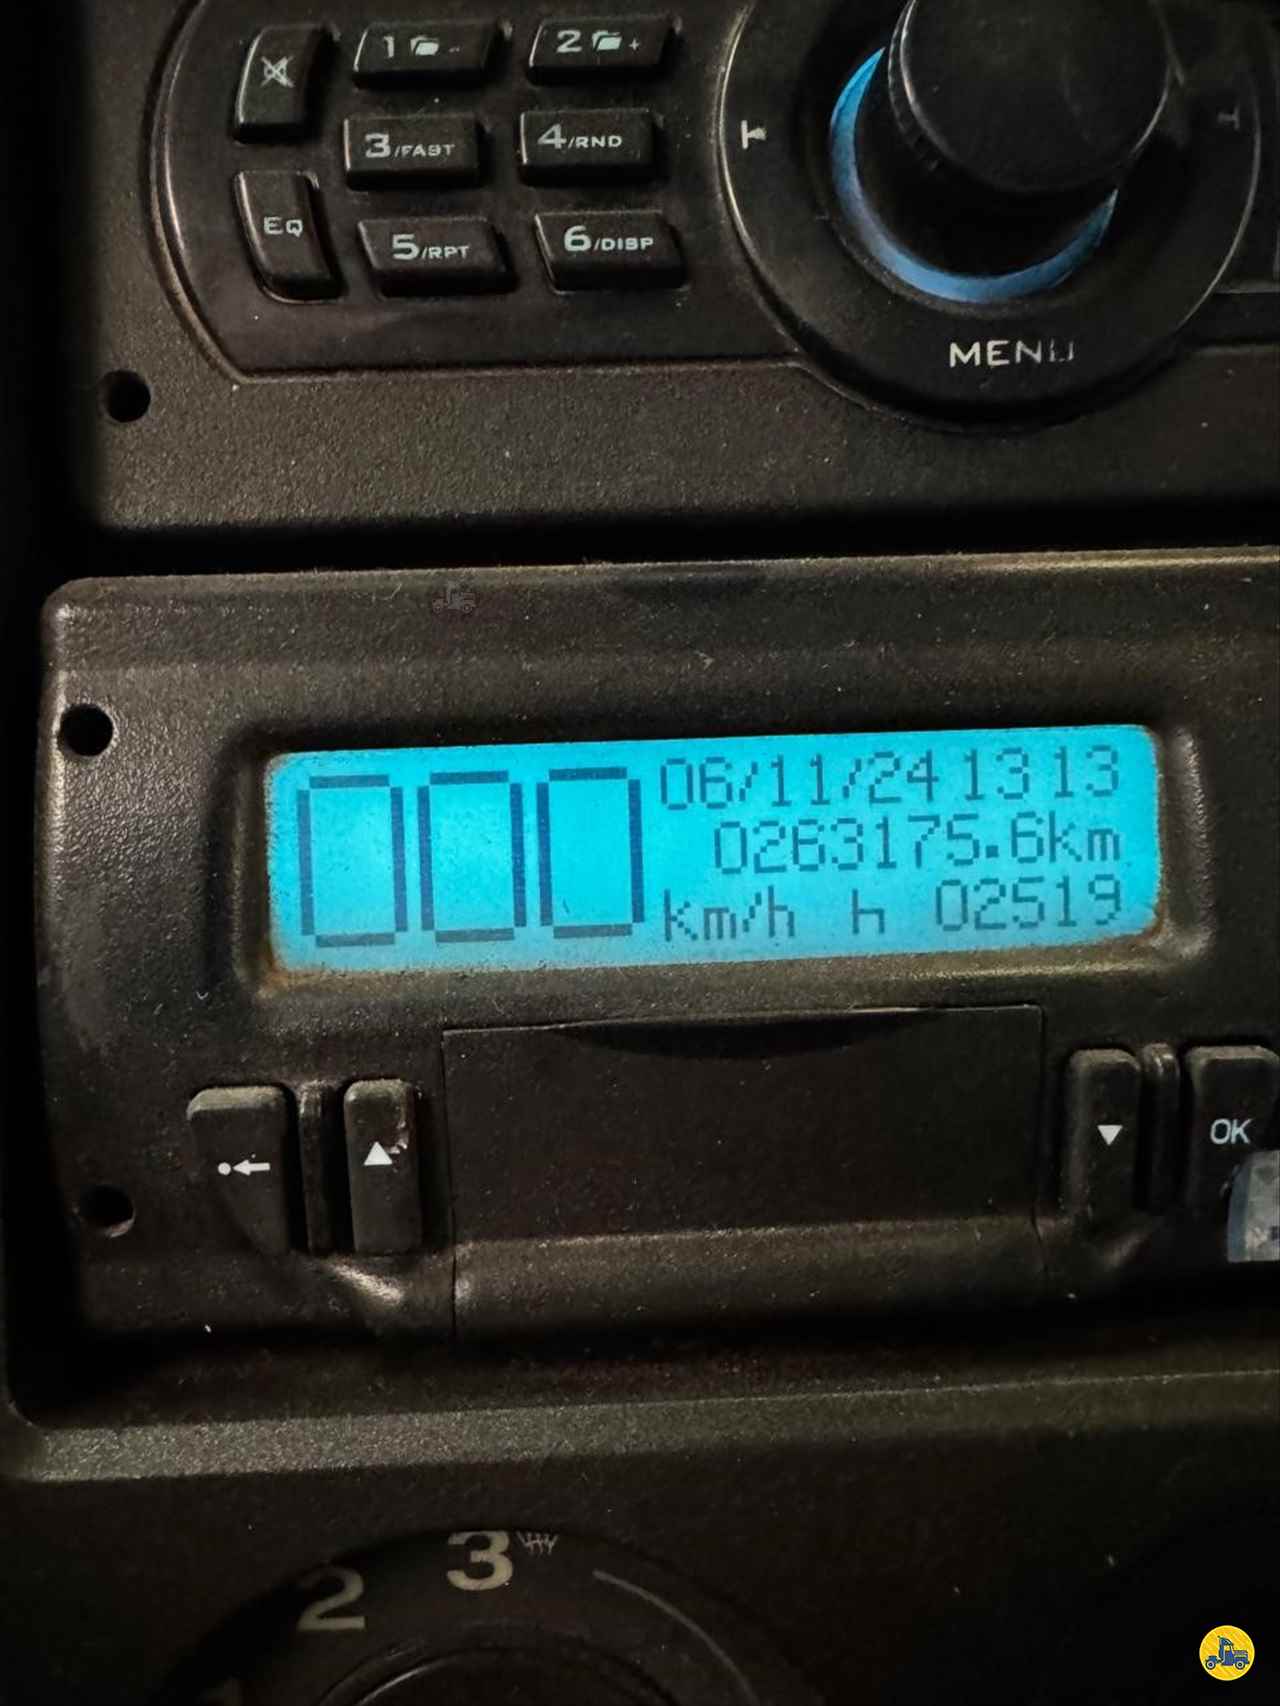 1 -
2 +
3/FAST
4/RND
EQ
5/RPT
6/DISP
MENU
000
06/11/24 13 13
0263175.6km
km/h h 02519
OK
2
3